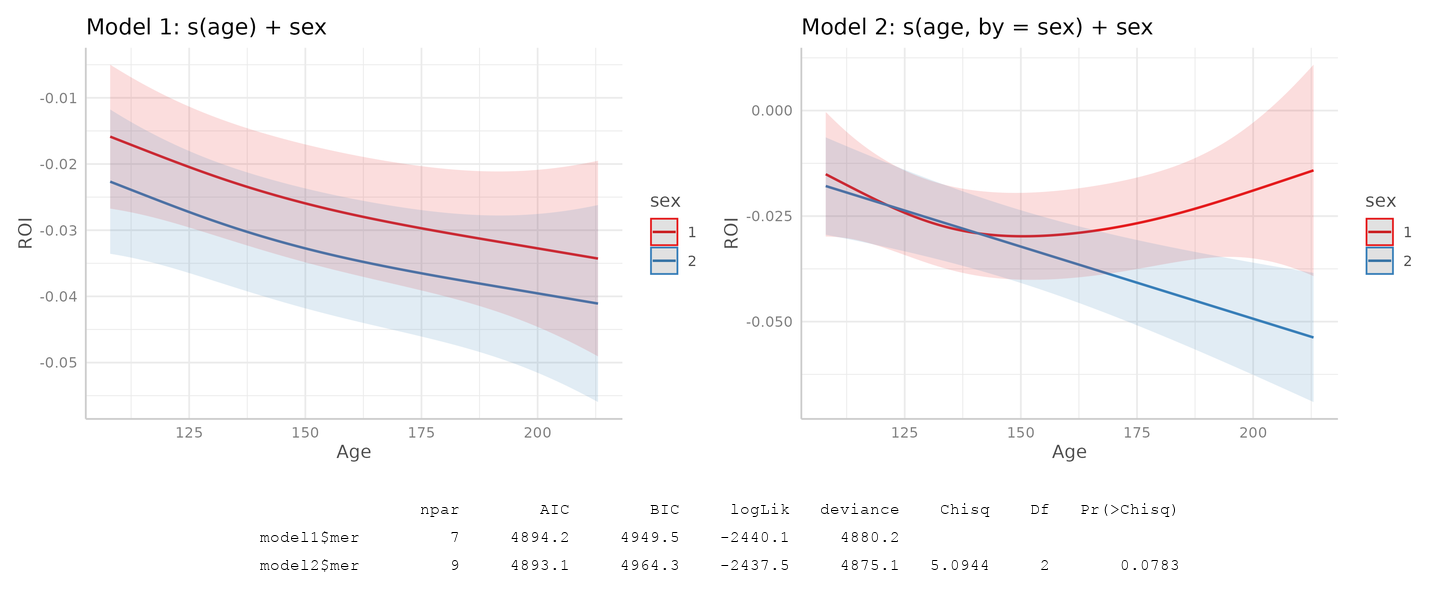 Model 1: s(age) + sex
-0.01
-0.02
-0.03
-0.04
-0.05
ROI
125 150 175 200
Age
sex
1
2
Model 2: s(age, by = sex) + sex
0.000
-0.025
-0.050
ROI
125 150 175 200
Age
sex
1
2
npar AIC BIC logLik deviance Chisq Df Pr(>Chisq)
model1$mer 7 4894.2 4949.5 -2440.1 4880.2
model2$mer 9 4893.1 4964.3 -2437.5 4875.1 5.0944 2 0.0783